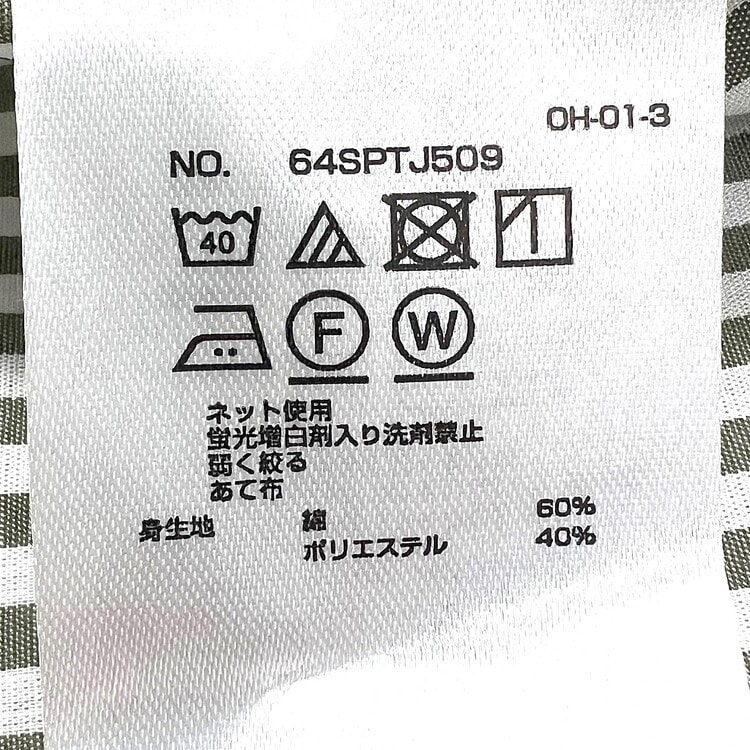 OH-01-3
NO. 64SPTJ509
40
F W
ネット使用
蛍光増白剤入り洗剤禁止
弱く絞る
あて布
身生地 綿 60%
ポリエステル 40%